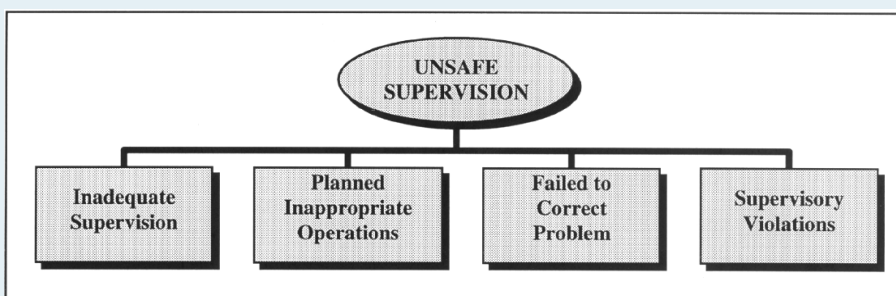 UNSAFE
SUPERVISION
Inadequate
Supervision
Planned
Inappropriate
Operations
Failed to
Correct
Problem
Supervisory
Violations